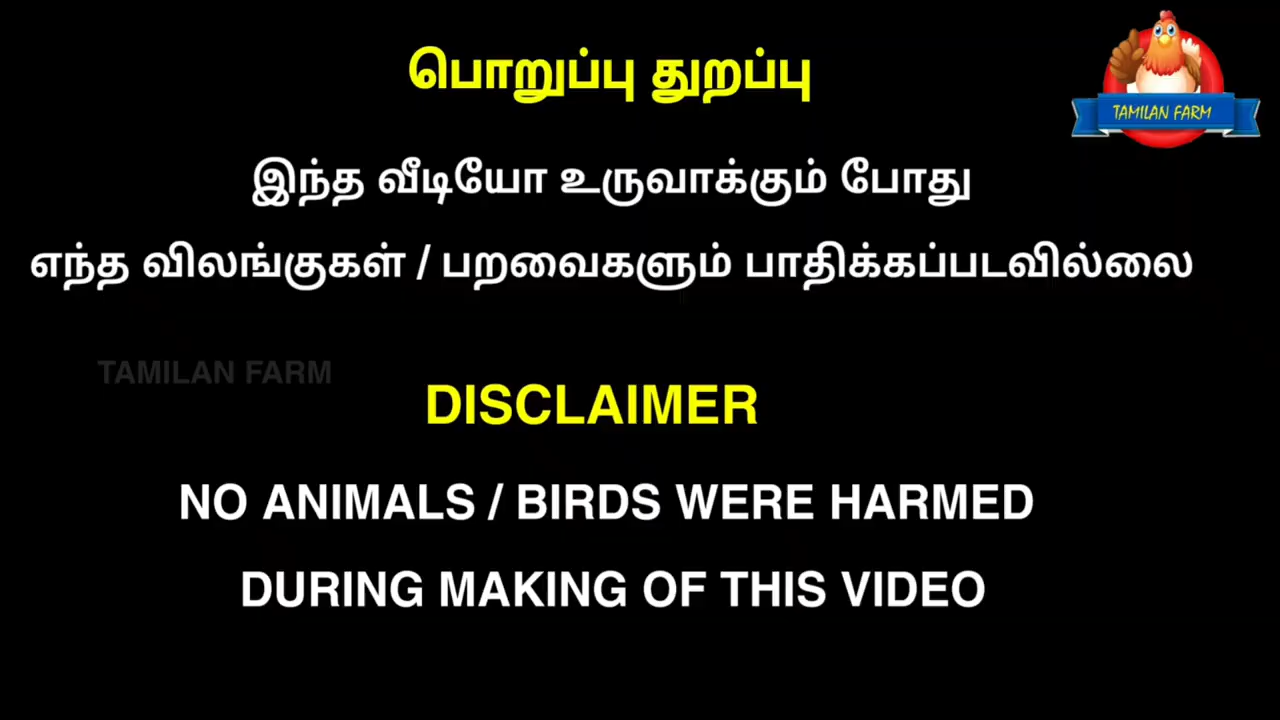 பொறுப்பு துறப்பு
TAMILAN FARM
இந்த வீடியோ உருவாக்கும் போது
எந்த விலங்குகள் / பறவைகளும் பாதிக்கப்படவில்லை
TAMILAN FARM
DISCLAIMER
NO ANIMALS / BIRDS WERE HARMED
DURING MAKING OF THIS VIDEO